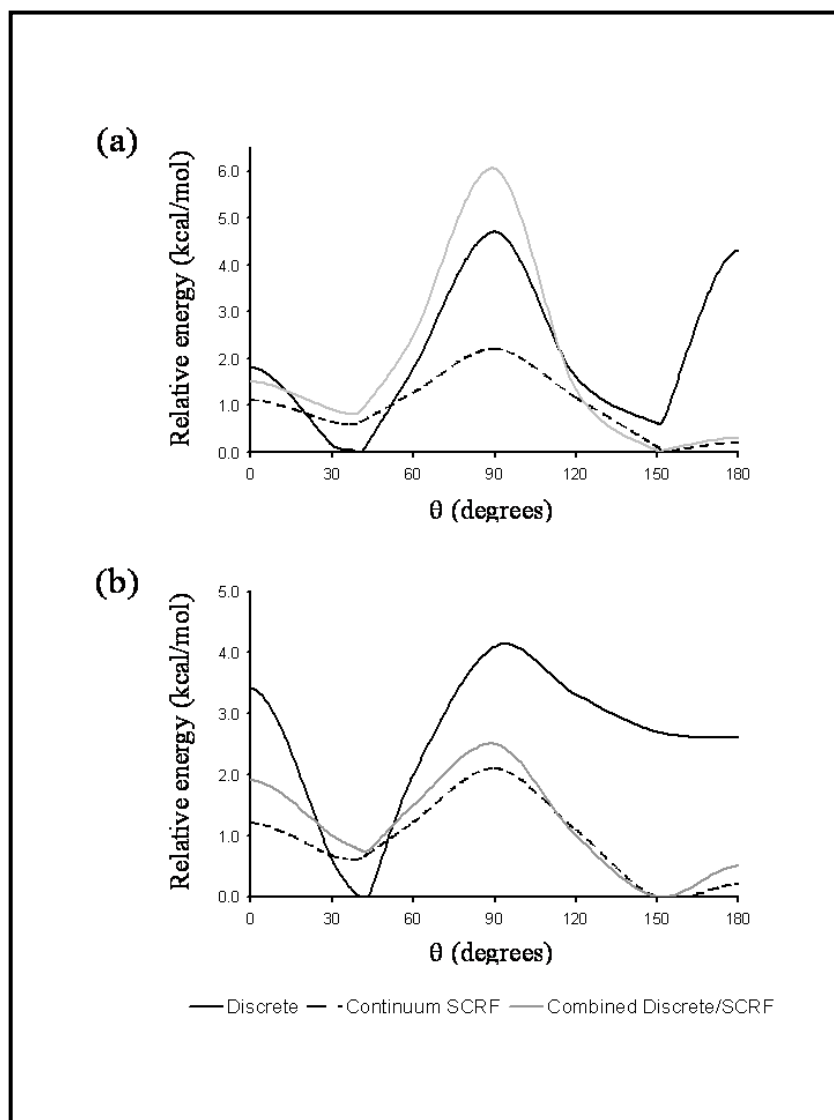 (a)
Relative energy (kcal/mol)
6.0
5.0
4.0
3.0
2.0
1.0
0.0
0 30 60 90 120 150 180
θ (degrees)
(b)
Relative energy (kcal/mol)
5.0
4.0
3.0
2.0
1.0
0.0
0 30 60 90 120 150 180
θ (degrees)
Discrete Continuum SCRF Combined Discrete/SCRF